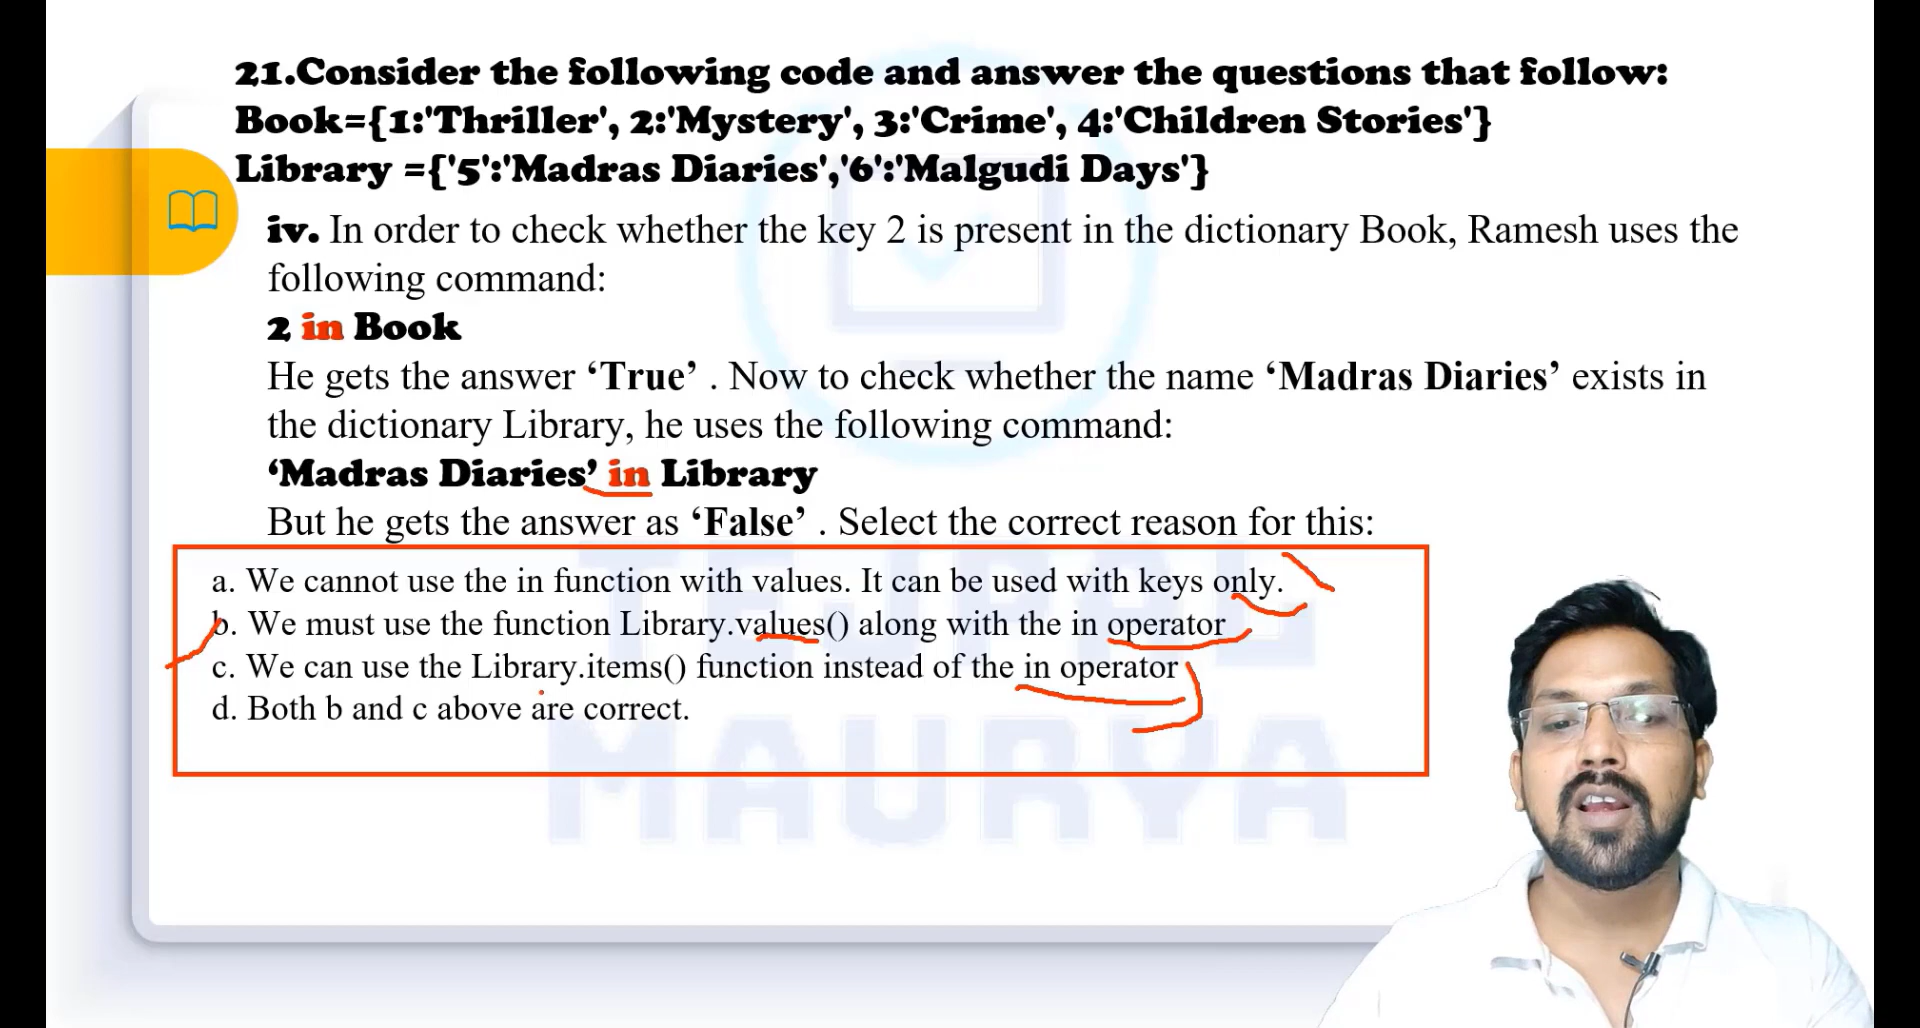 21.Consider the following code and answer the questions that follow:
Book={1:'Thriller', 2:'Mystery', 3:'Crime', 4:'Children Stories'}
Library ={'5':'Madras Diaries','6':'Malgudi Days'}
iv. In order to check whether the key 2 is present in the dictionary Book, Ramesh uses the
following command:
2 in Book
He gets the answer ‘True’ . Now to check whether the name ‘Madras Diaries’ exists in
the dictionary Library, he uses the following command:
‘Madras Diaries’ in Library
But he gets the answer as ‘False’ . Select the correct reason for this:
a. We cannot use the in function with values. It can be used with keys only.
b. We must use the function Library.values() along with the in operator
c. We can use the Library.items() function instead of the in operator
d. Both b and c above are correct.
TEJPAL
MAURYA